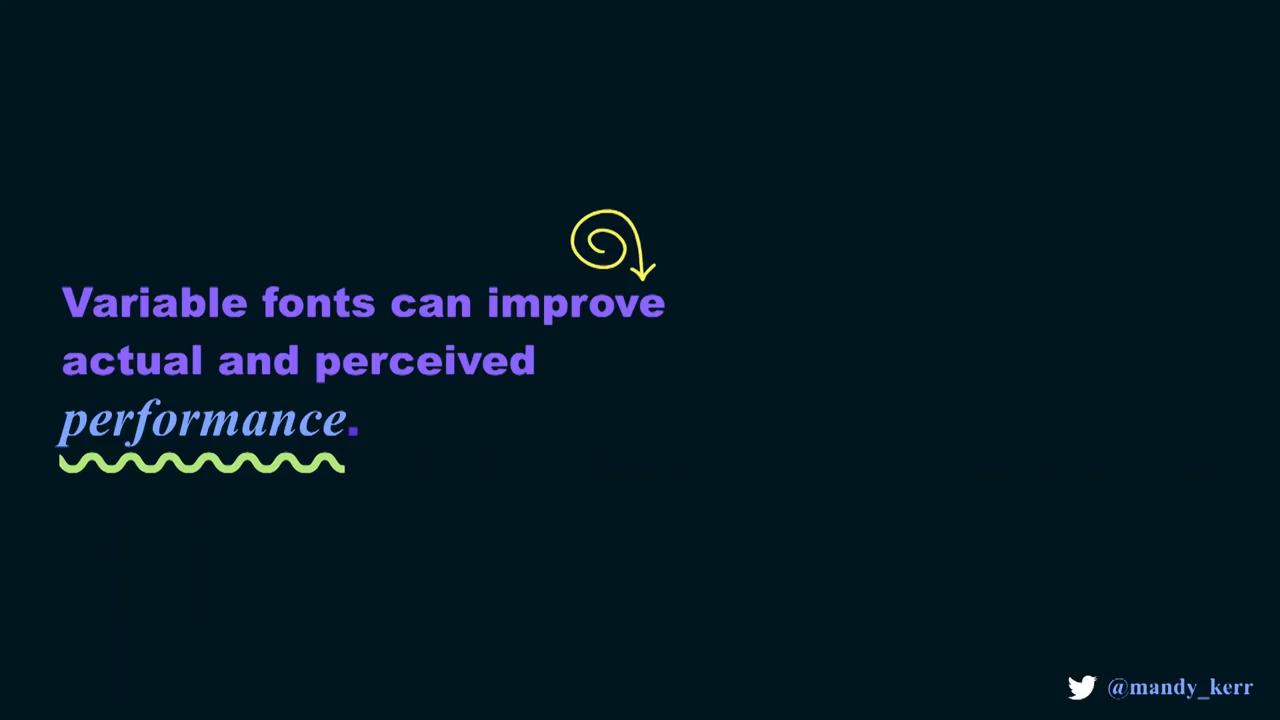 Variable fonts can improve
actual and perceived
performance.
@mandy_kerr